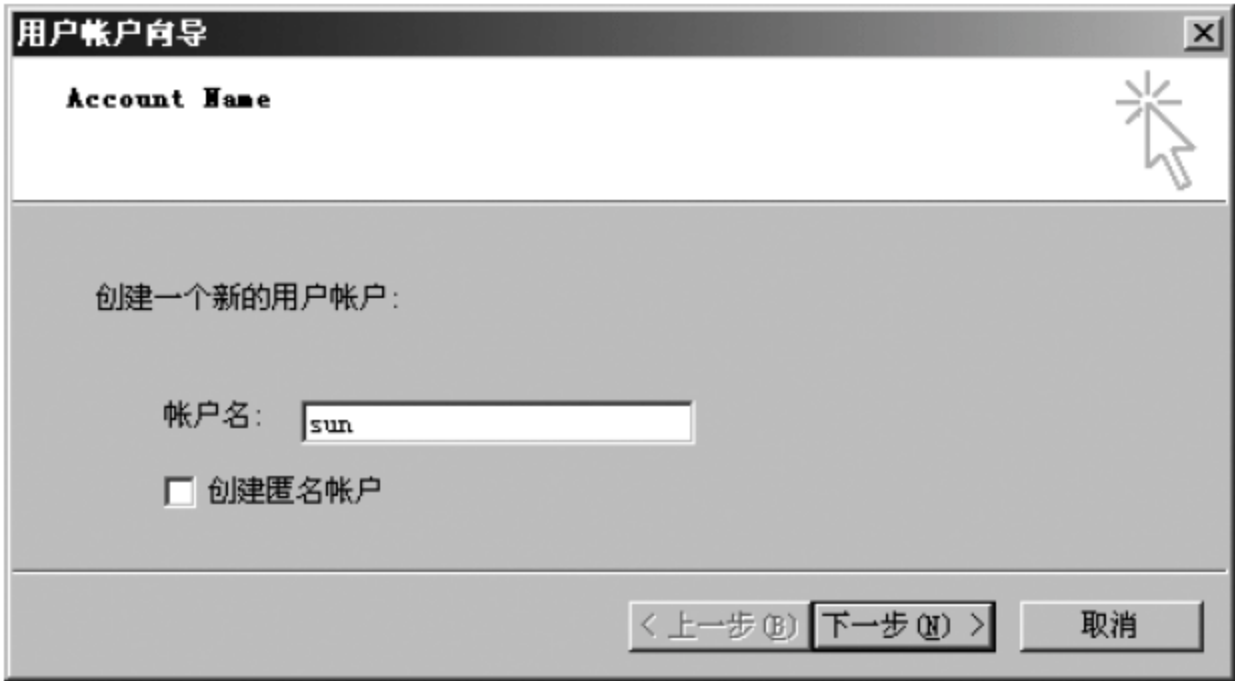 用户帐户向导
Account Name
创建一个新的用户帐户:
帐户名: sun
创建匿名帐户
< 上一步(B) 下一步(N) > 取消